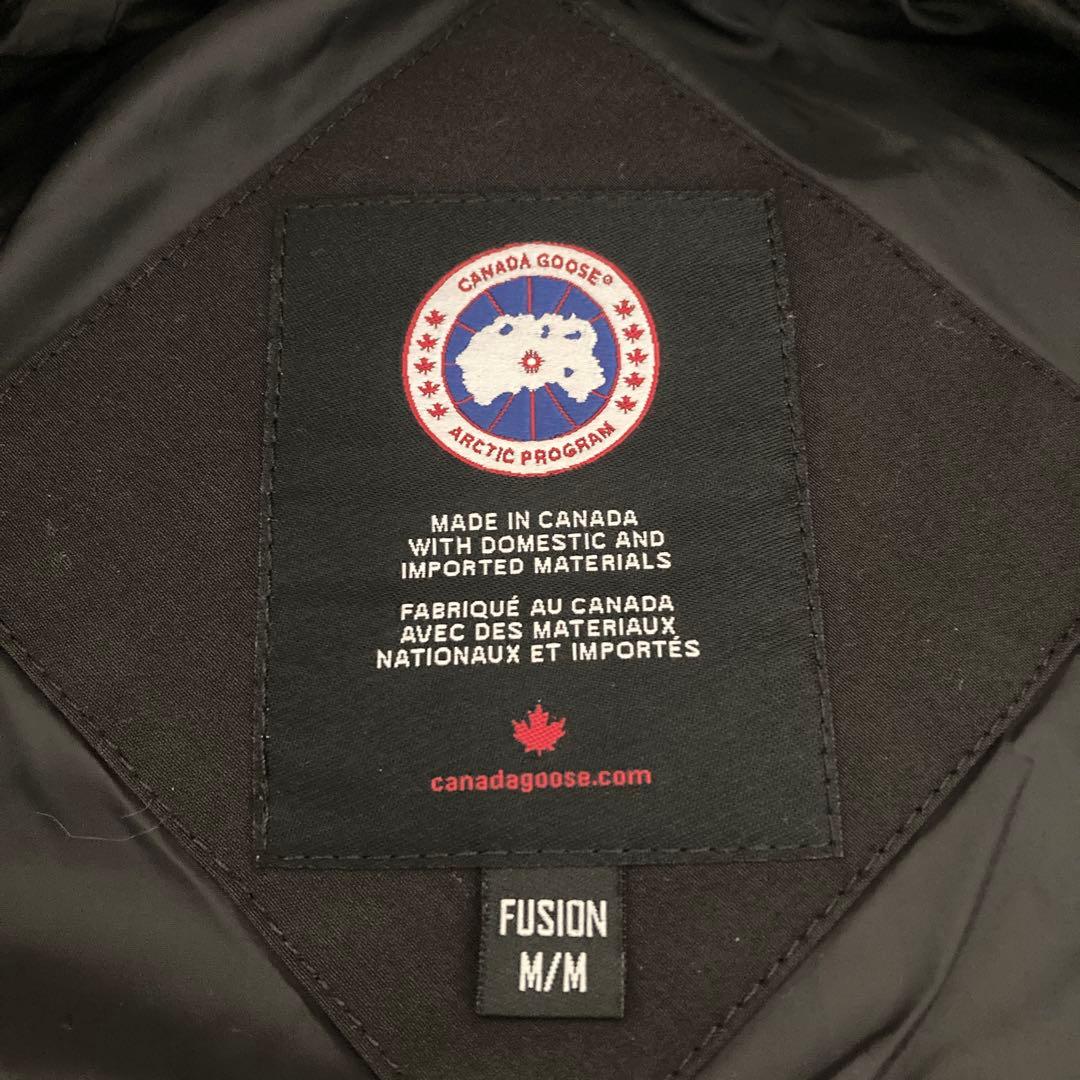 CANADA GOOSE®
ARCTIC PROGRAM
MADE IN CANADA
WITH DOMESTIC AND
IMPORTED MATERIALS
FABRIQUÉ AU CANADA
AVEC DES MATERIAUX
NATIONAUX ET IMPORTÉS
canadagoose.com
FUSION
M/M